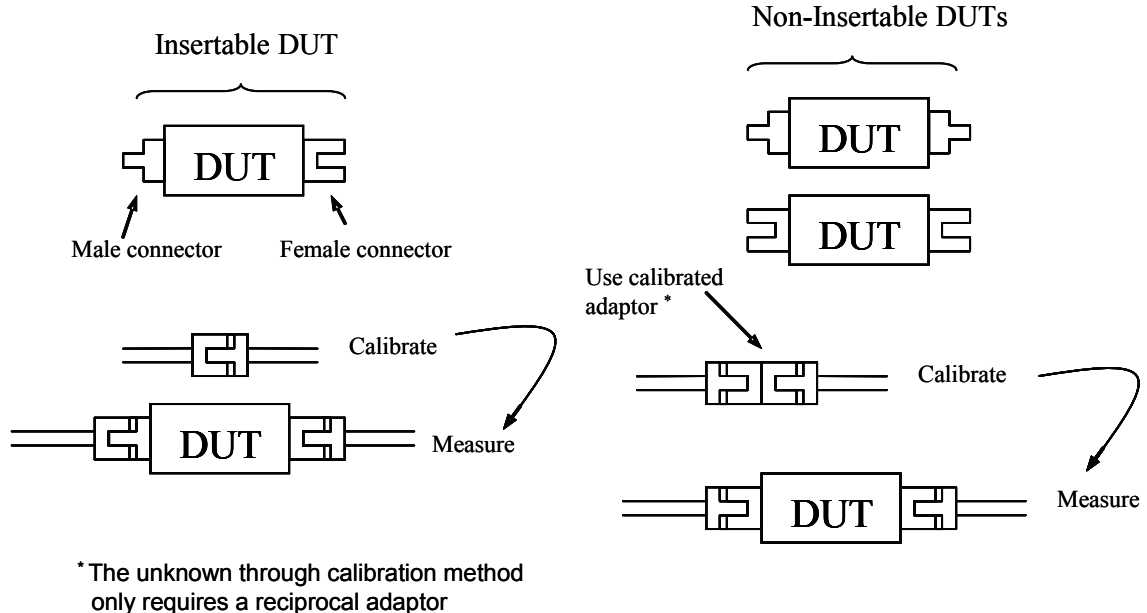 Insertable DUT
DUT
Male connector
Female connector
Calibrate
DUT
Measure
* The unknown through calibration method
only requires a reciprocal adaptor
Non-Insertable DUTs
DUT
DUT
Use calibrated
adaptor *
Calibrate
DUT
Measure